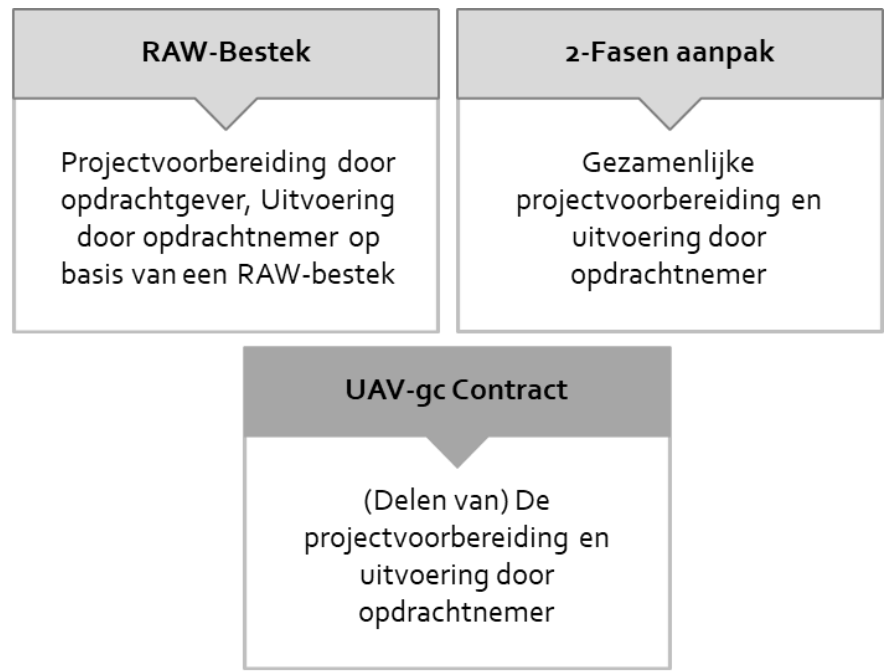 RAW-Bestek
Projectvoorbereiding door
opdrachtgever, Uitvoering
door opdrachtnemer op
basis van een RAW-bestek
2-Fasen aanpak
Gezamenlijke
projectvoorbereiding en
uitvoering door
opdrachtnemer
UAV-gc Contract
(Delen van) De
projectvoorbereiding en
uitvoering door
opdrachtnemer